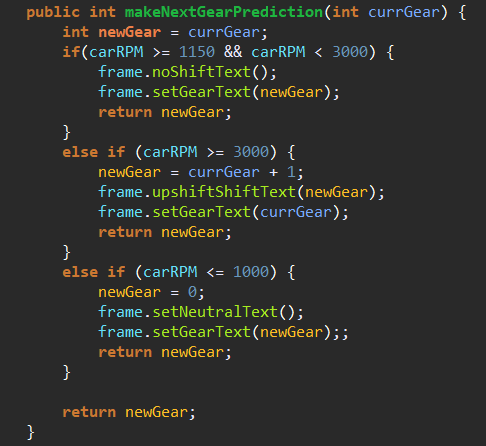 public int makeNextGearPrediction(int currGear) {
    int newGear = currGear;
    if(carRPM >= 1150 && carRPM < 3000) {
        frame.noShiftText();
        frame.setGearText(newGear);
        return newGear;
    }
    else if (carRPM >= 3000) {
        newGear = currGear + 1;
        frame.upshiftShiftText(newGear);
        frame.setGearText(currGear);
        return newGear;
    }
    else if (carRPM <= 1000) {
        newGear = 0;
        frame.setNeutralText();
        frame.setGearText(newGear);;
        return newGear;
    }

    return newGear;
}